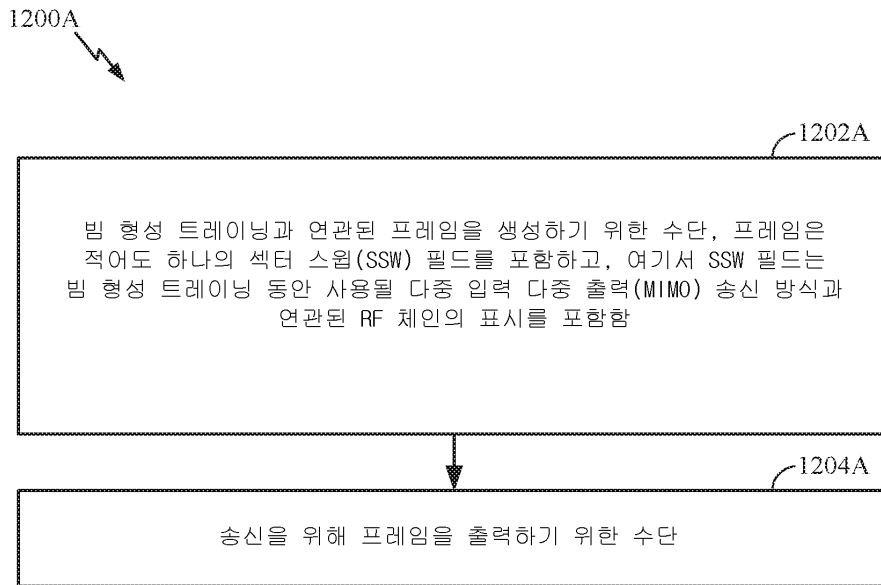 1200A
1202A
빔 형성 트레이닝과 연관된 프레임을 생성하기 위한 수단, 프레임은
적어도 하나의 섹터 스윕(SSW) 필드를 포함하고, 여기서 SSW 필드는
빔 형성 트레이닝 동안 사용될 다중 입력 다중 출력(MIMO) 송신 방식과
연관된 RF 체인의 표시를 포함함
1204A
송신을 위해 프레임을 출력하기 위한 수단